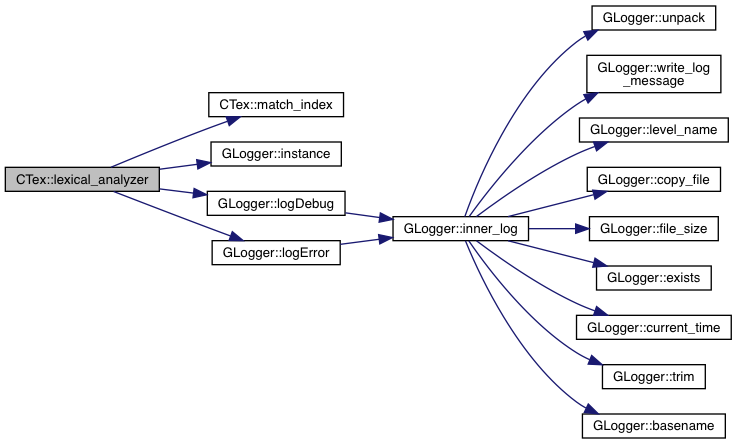 CTex::lexical_analyzer
CTex::match_index
GLogger::instance
GLogger::logDebug
GLogger::logError
GLogger::inner_log
GLogger::unpack
GLogger::write_log
_message
GLogger::level_name
GLogger::copy_file
GLogger::file_size
GLogger::exists
GLogger::current_time
GLogger::trim
GLogger::basename